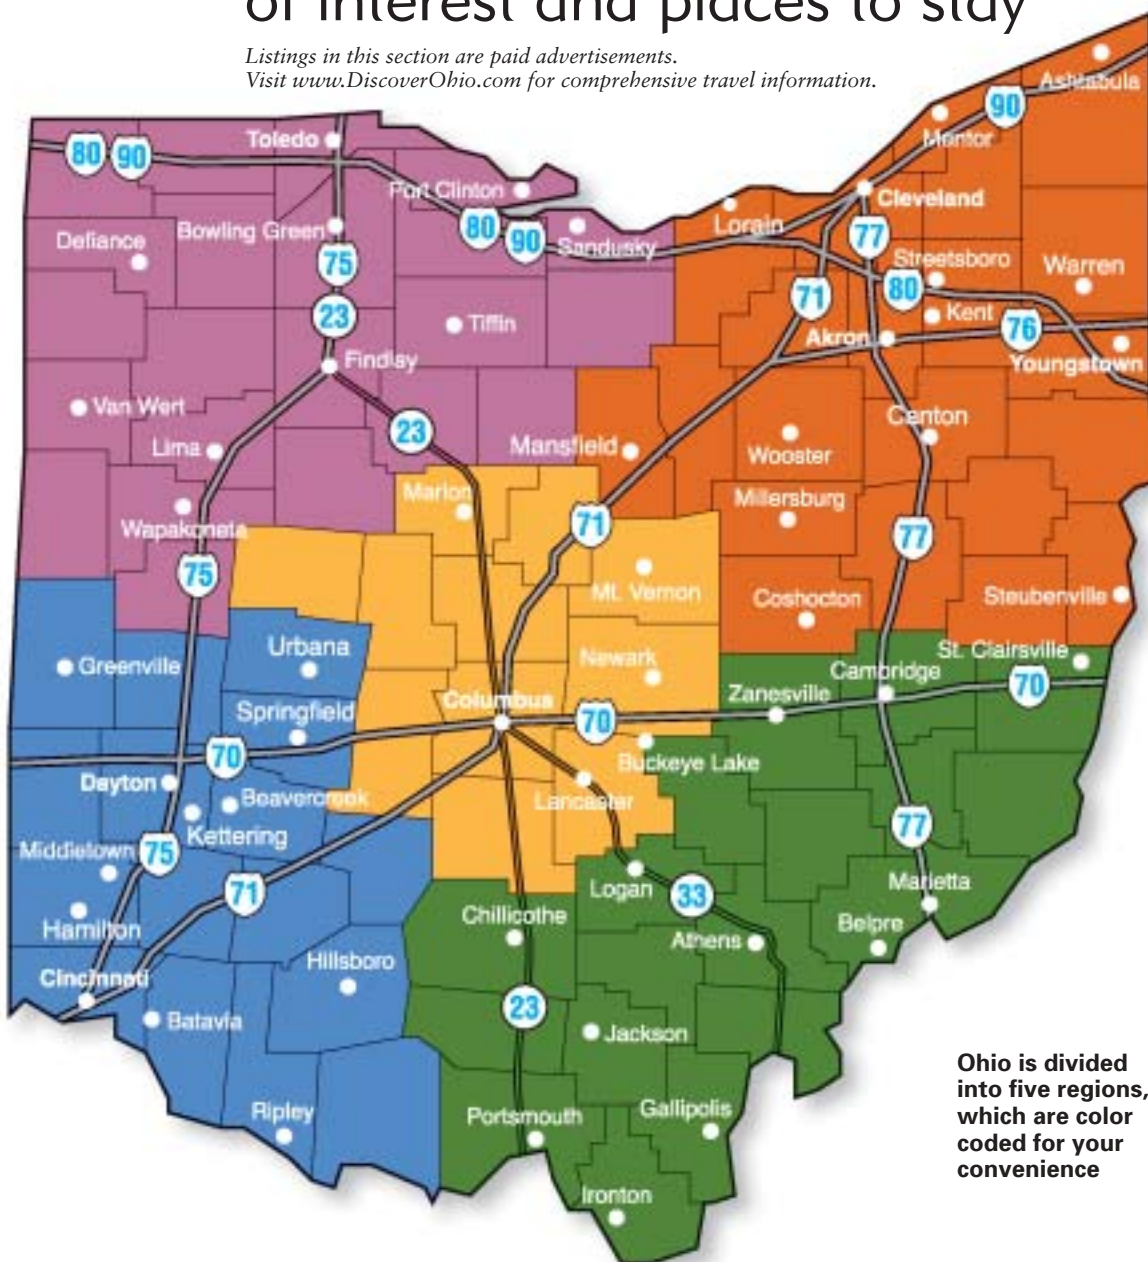 of interest and places to stay
Listings in this section are paid advertisements.
Visit www.DiscoverOhio.com for comprehensive travel information.
Ashtabula
90
Mentor
Toledo
80 90
Port Clinton
Cleveland
Lorain
Bowling Green
80
90
77
Defiance
Sandusky
Streetsboro
Warren
75
71
80
23
Tiffin
Kent
76
Akron
Findlay
Youngstown
Van Wert
23
Canton
Lima
Mansfield
Wooster
Marion
Millersburg
Wapakoneta
71
77
75
Mt. Vernon
Coshocton
Steubenville
Urbana
Greenville
Newark
St. Clairsville
Cambridge
70
Columbus
Zanesville
Springfield
70
70
Buckeye Lake
Dayton
Beavercreek
Lancaster
Kettering
77
Middletown
75
Marietta
71
Logan
33
Chillicothe
Belpre
Hamilton
Athens
Hillsboro
Cincinnati
23
Batavia
Jackson
Ohio is divided
into five regions,
which are color
coded for your
convenience
Ripley
Portsmouth
Gallipolis
Ironton